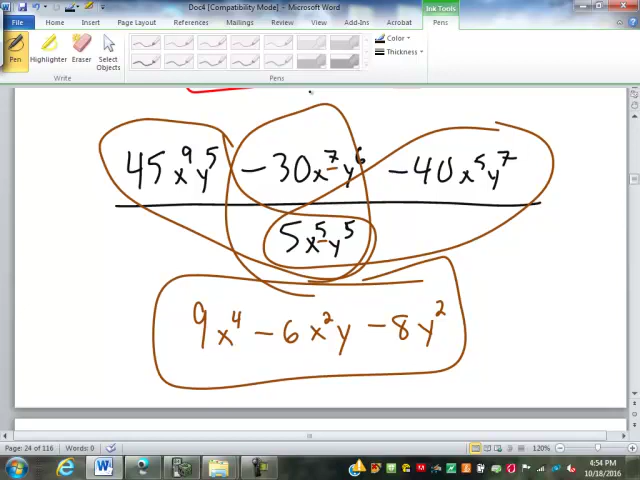 Doc4 [Compatibility Mode] - Microsoft Word
Ink Tools
File Home Insert Page Layout References Mailings Review View Add-Ins Acrobat Pens
Pen Highlighter Eraser Select Objects
Color
Thickness
Write Pens
45x⁹y⁵ - 30x⁷y⁶ - 40x⁵y⁷
5x⁵y⁵
9x⁴ - 6x²y - 8y²
Page: 24 of 116 Words: 0 120%
4:54 PM
10/18/2016